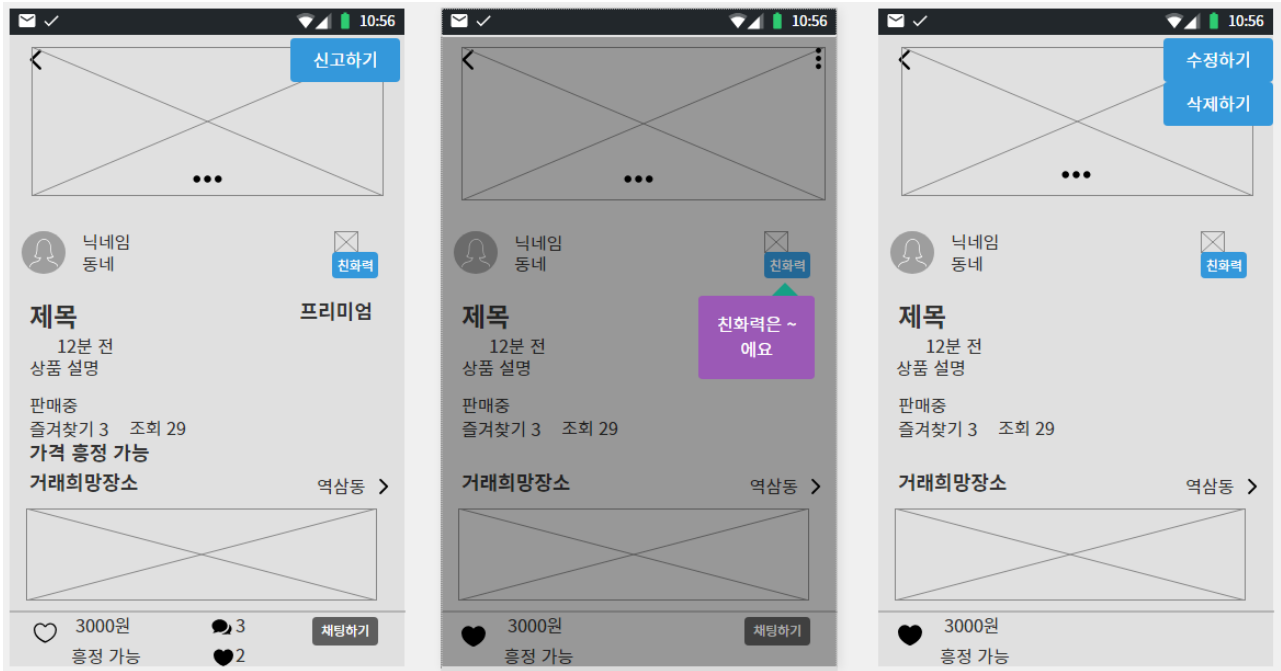 10:56
신고하기
닉네임
동네
친화력
제목
프리미엄
12분 전
상품 설명
판매중
즐겨찾기 3 조회 29
가격 흥정 가능
거래희망장소
역삼동
3000원
3
채팅하기
흥정 가능
2
10:56
닉네임
동네
친화력
제목
친화력은 ~
에요
12분 전
상품 설명
판매중
즐겨찾기 3 조회 29
거래희망장소
역삼동
3000원
채팅하기
흥정 가능
10:56
수정하기
삭제하기
닉네임
동네
친화력
제목
12분 전
상품 설명
판매중
즐겨찾기 3 조회 29
거래희망장소
역삼동
3000원
흥정 가능